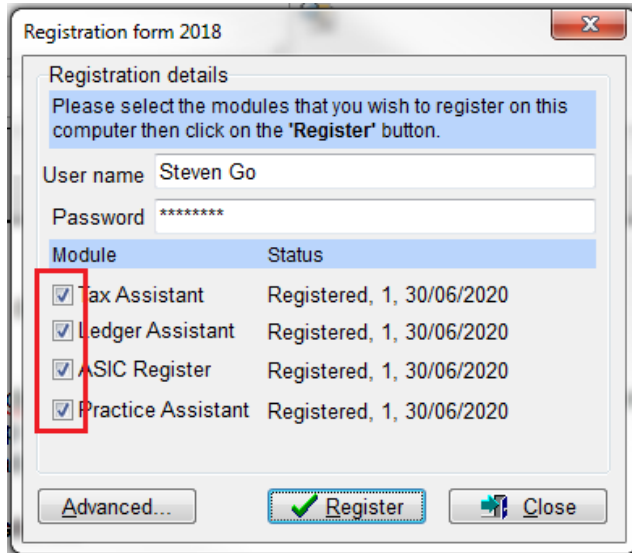 Registration form 2018
Registration details
Please select the modules that you wish to register on this
computer then click on the 'Register' button.
User name Steven Go
Password ********
Module Status
Tax Assistant Registered, 1, 30/06/2020
Ledger Assistant Registered, 1, 30/06/2020
ASIC Register Registered, 1, 30/06/2020
Practice Assistant Registered, 1, 30/06/2020
Advanced... Register Close